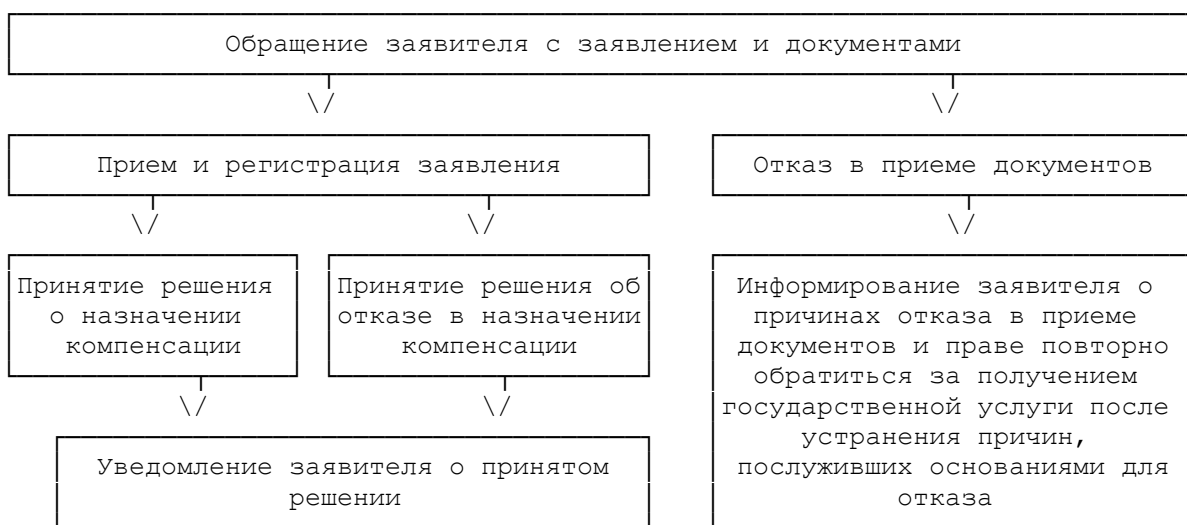 Обращение заявителя с заявлением и документами
\/
\/
Прием и регистрация заявления
Отказ в приеме документов
\/
\/
\/
Принятие решения
о назначении
компенсации
Принятие решения об
отказе в назначении
компенсации
Информирование заявителя о
причинах отказа в приеме
документов и праве повторно
обратиться за получением
государственной услуги после
устранения причин,
послуживших основаниями для
отказа
\/
\/
Уведомление заявителя о принятом
решении